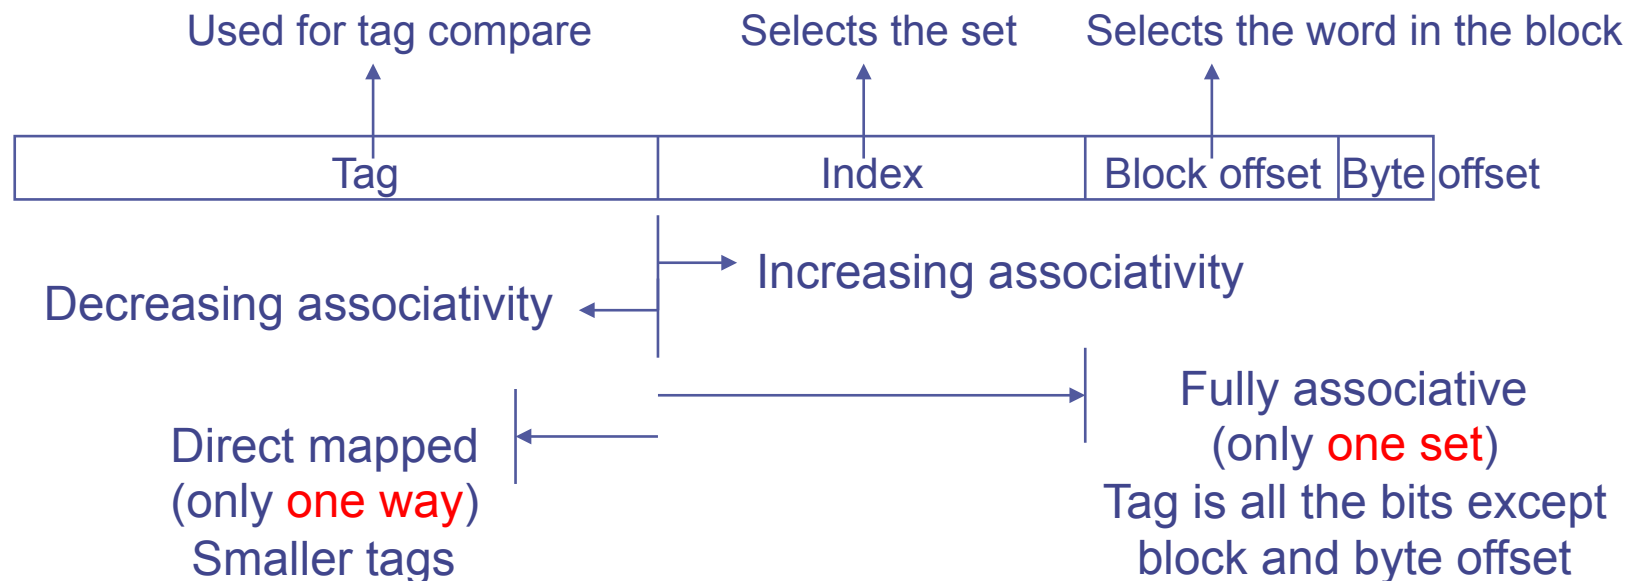 Used for tag compare
Selects the set
Selects the word in the block
Tag
Index
Block offset
Byte offset
Increasing associativity
Decreasing associativity
Fully associative
(only one set)
Tag is all the bits except
block and byte offset
Direct mapped
(only one way)
Smaller tags